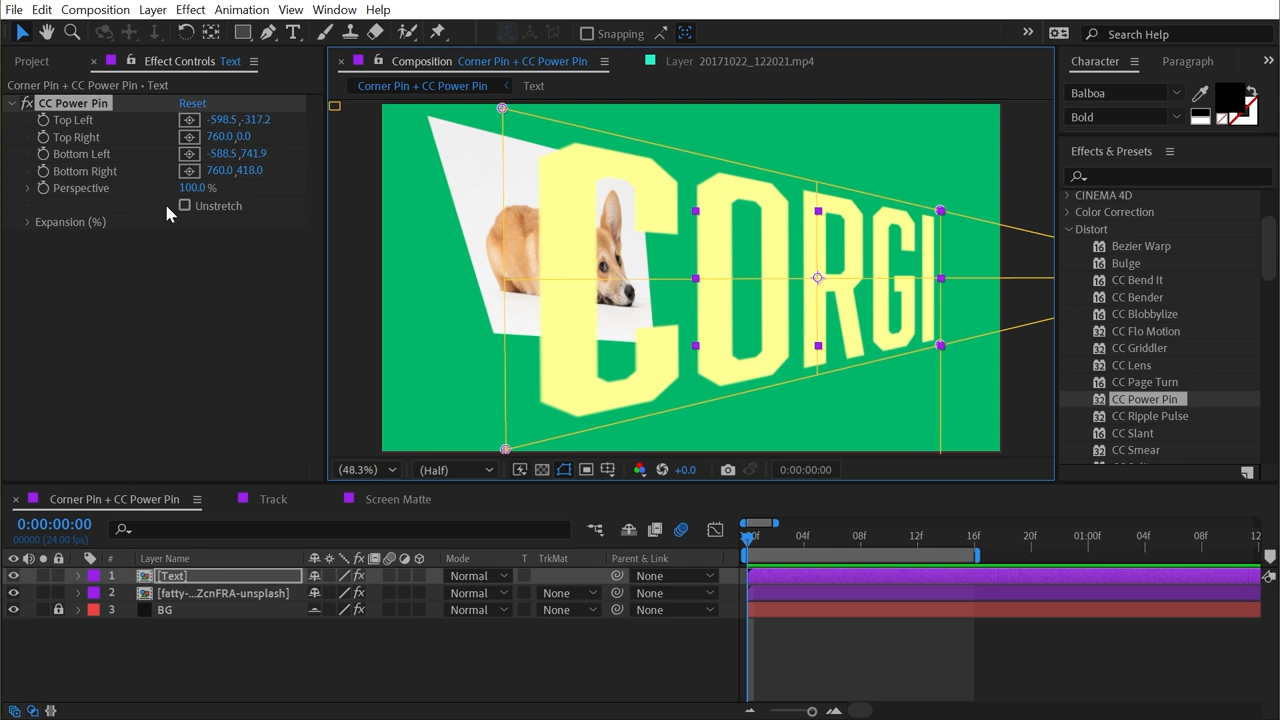 File Edit Composition Layer Effect Animation View Window Help
Snapping
Search Help
Project
Effect Controls Text
Composition Corner Pin + CC Power Pin
Layer 20171022_122021.mp4
Character
Paragraph
Corner Pin + CC Power Pin • Text
Corner Pin + CC Power Pin
Text
fx CC Power Pin Reset
Top Left -598.5,-317.2
Top Right 760.0,0.0
Bottom Left -588.5,741.9
Bottom Right 760.0,418.0
Perspective 100.0 %
Unstretch
Expansion (%)
CORGI
Balboa
Bold
Effects & Presets
CINEMA 4D
Color Correction
Distort
Bezier Warp
Bulge
CC Bend It
CC Bender
CC Blobbylize
CC Flo Motion
CC Griddler
CC Lens
CC Page Turn
CC Power Pin
CC Ripple Pulse
CC Slant
CC Smear
(48.3%)
(Half)
+0.0
0:00:00:00
Corner Pin + CC Power Pin
Track
Screen Matte
0:00:00:00
00000 (24.00 fps)
04f 08f 12f 16f 20f 01:00f 04f 08f 12
# Layer Name fx Mode T TrkMat Parent & Link
1 [Text] fx Normal None
2 [fatty-...ZcnFRA-unsplash] fx Normal None None
3 BG fx Normal None None